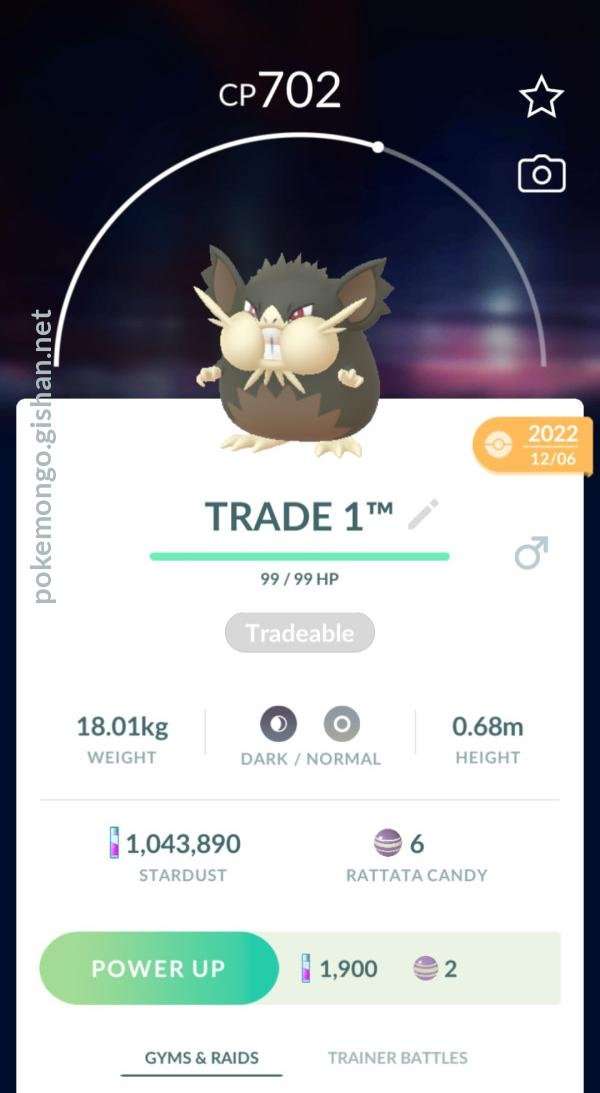 CP702
pokemongo.gishan.net
2022
12/06
TRADE 1™
99 / 99 HP
Tradeable
18.01kg
WEIGHT
DARK / NORMAL
0.68m
HEIGHT
1,043,890
STARDUST
6
RATTATA CANDY
POWER UP
1,900
2
GYMS & RAIDS
TRAINER BATTLES